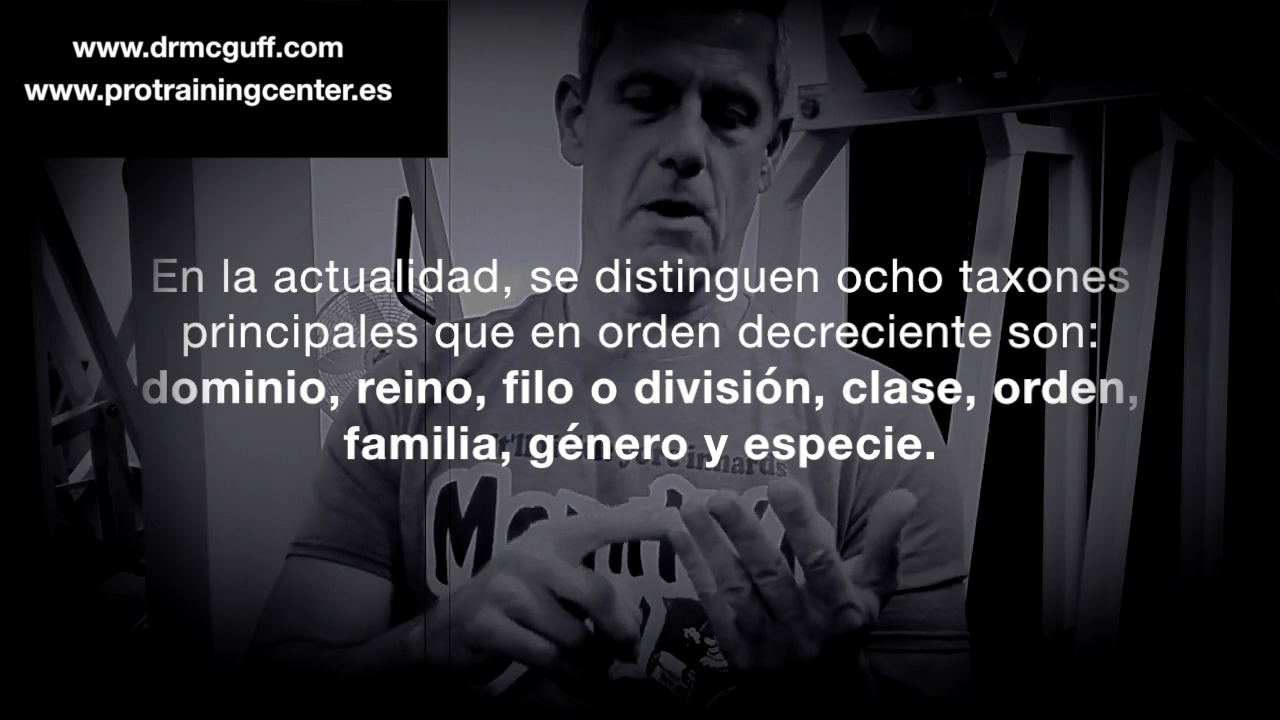 www.drmcguff.com
www.protrainingcenter.es
En la actualidad, se distinguen ocho taxones
principales que en orden decreciente son:
dominio, reino, filo o división, clase, orden,
familia, género y especie.